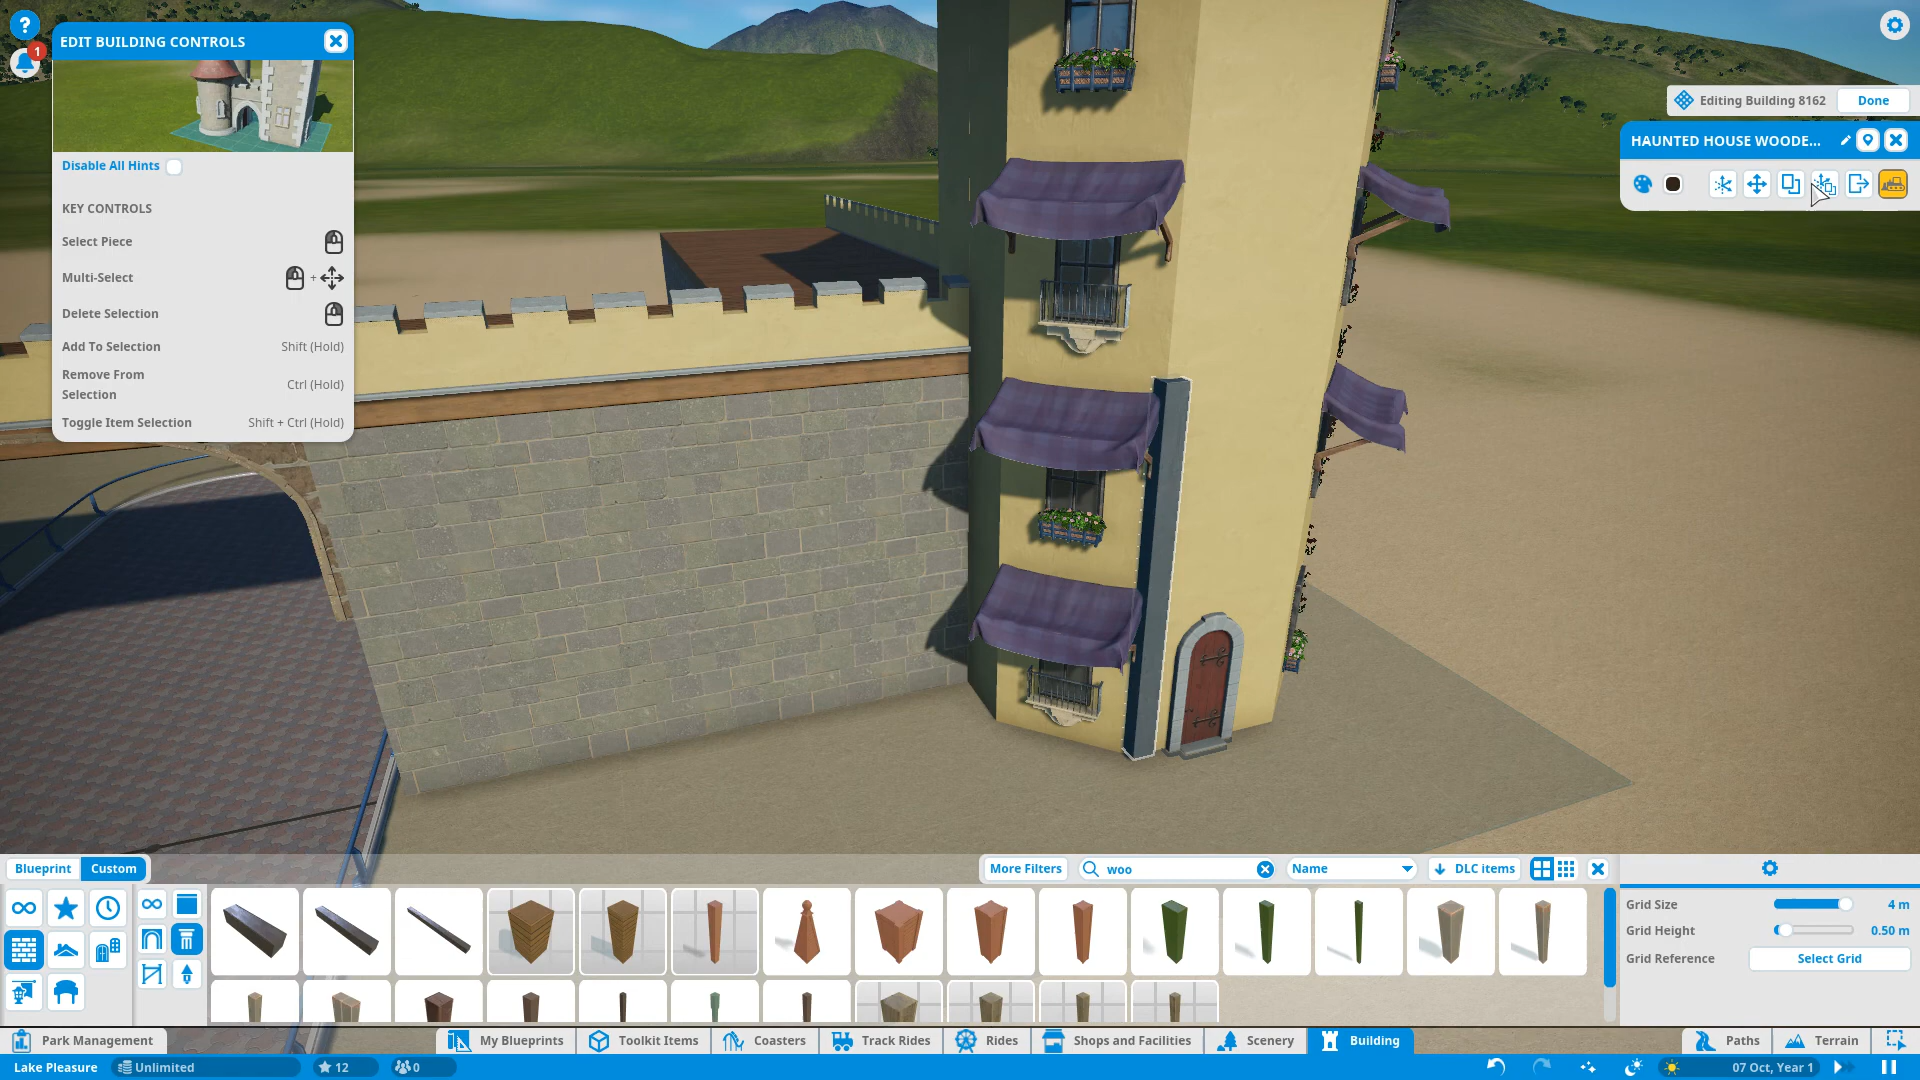 ?
1
EDIT BUILDING CONTROLS
Disable All Hints
KEY CONTROLS
Select Piece
Multi-Select
+
Delete Selection
Add To Selection Shift (Hold)
Remove From
Selection Ctrl (Hold)
Toggle Item Selection Shift + Ctrl (Hold)
Editing Building 8162 Done
HAUNTED HOUSE WOODE...
Blueprint Custom
More Filters woo Name DLC items
Grid Size 4 m
Grid Height 0.50 m
Grid Reference Select Grid
Park Management My Blueprints Toolkit Items Coasters Track Rides Rides Shops and Facilities Scenery Building Paths Terrain
Lake Pleasure Unlimited 12 0 07 Oct, Year 1